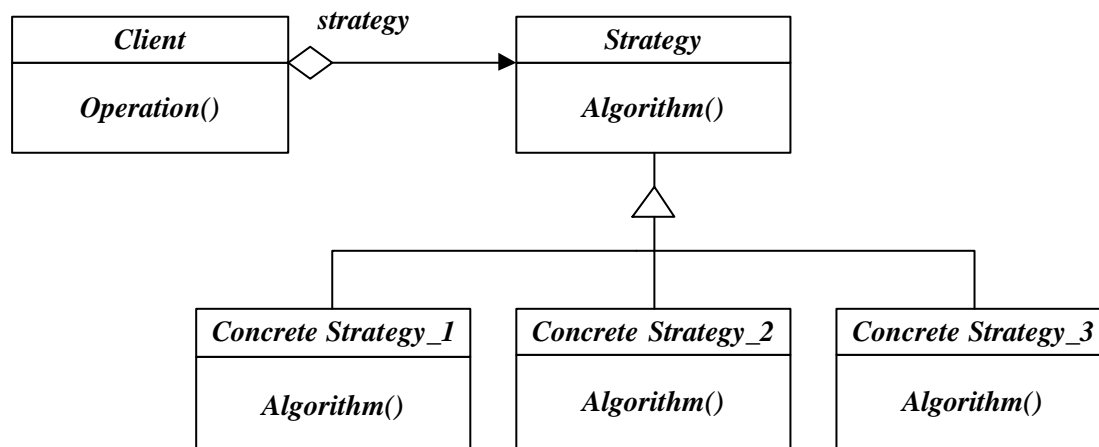 strategy
Client
Strategy
Operation()
Algorithm()
Concrete Strategy_1
Concrete Strategy_2
Concrete Strategy_3
Algorithm()
Algorithm()
Algorithm()